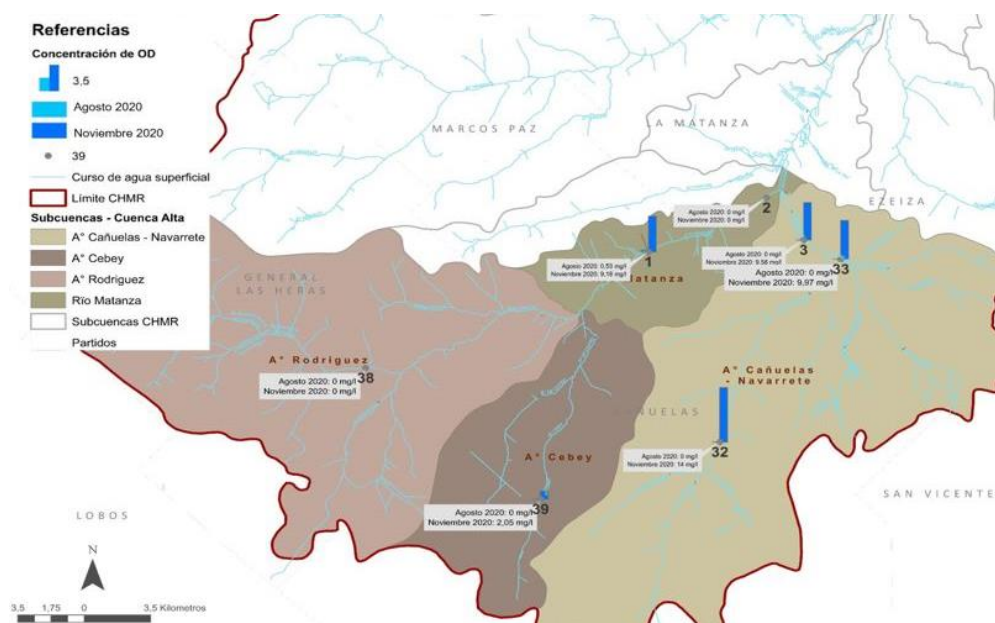 Referencias
Concentración de OD
3,5
Agosto 2020
Noviembre 2020
39
Curso de agua superficial
Límite CHMR
Subcuencas - Cuenca Alta
A° Cañuelas - Navarrete
A° Cebey
A° Rodriguez
Río Matanza
Subcuencas CHMR
Partidos
MARCOS PAZ
LA MATANZA
EZEIZA
GENERAL
LAS HERAS
LOBOS
SAN VICENTE
2
Agosto 2020: 0 mg/l
Noviembre 2020: 0 mg/l
1
Agosto 2020: 0,53 mg/l
Noviembre 2020: 9,16 mg/l
3
Agosto 2020: 0 mg/l
Noviembre 2020: 9,56 mg/l
33
Agosto 2020: 0 mg/l
Noviembre 2020: 9,97 mg/l
A° Rodriguez
38
Agosto 2020: 0 mg/l
Noviembre 2020: 0 mg/l
A° Cañuelas
- Navarrete
32
Agosto 2020: 0 mg/l
Noviembre 2020: 14 mg/l
A° Cebey
39
Agosto 2020: 0 mg/l
Noviembre 2020: 2,05 mg/l
N
3,5 1,75 0 3,5 Kilometros